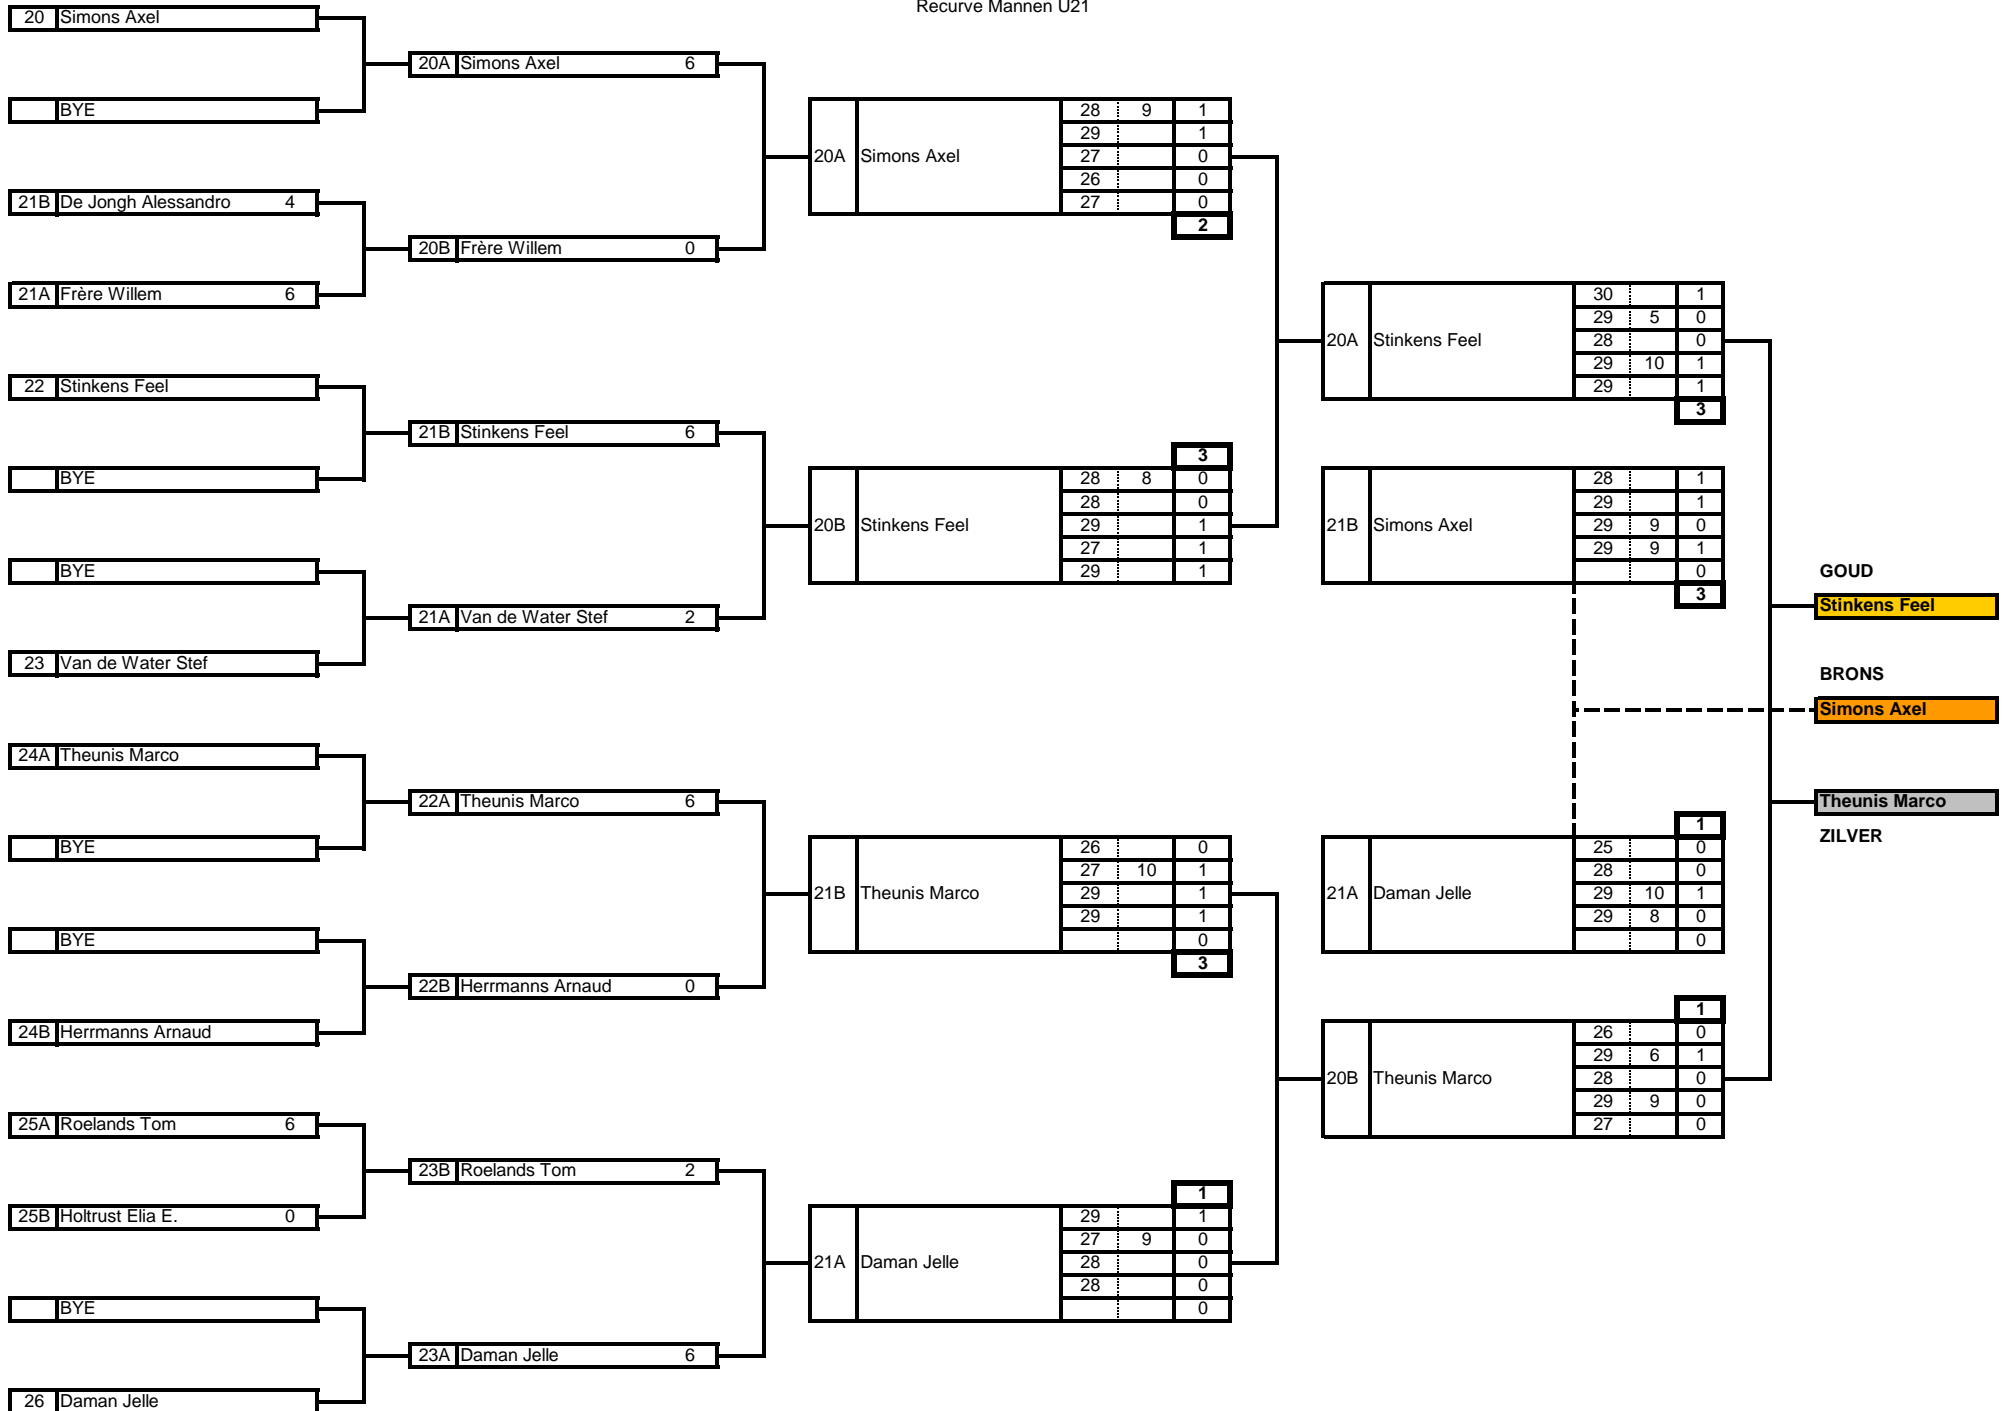 Recurve Mannen U21
20 Simons Axel
BYE
21B De Jongh Alessandro 4
21A Frère Willem 6
22 Stinkens Feel
BYE
BYE
23 Van de Water Stef
24A Theunis Marco
BYE
BYE
24B Herrmanns Arnaud
25A Roelands Tom 6
25B Holtrust Elia E. 0
BYE
26 Daman Jelle
20A Simons Axel 6
20B Frère Willem 0
21B Stinkens Feel 6
21A Van de Water Stef 2
22A Theunis Marco 6
22B Herrmanns Arnaud 0
23B Roelands Tom 2
23A Daman Jelle 6
20A Simons Axel
28 9 1
29 1
27 0
26 0
27 0
2
3
20B Stinkens Feel
28 8 0
28 0
29 1
27 1
29 1
21B Theunis Marco
26 0
27 10 1
29 1
29 1
0
3
1
21A Daman Jelle
29 1
27 9 0
28 0
28 0
0
20A Stinkens Feel
30 1
29 5 0
28 0
29 10 1
29 1
3
21B Simons Axel
28 1
29 1
29 9 0
29 9 1
0
3
1
21A Daman Jelle
25 0
28 0
29 10 1
29 8 0
0
1
20B Theunis Marco
26 0
29 6 1
28 0
29 9 0
27 0
GOUD
Stinkens Feel
BRONS
Simons Axel
Theunis Marco
ZILVER